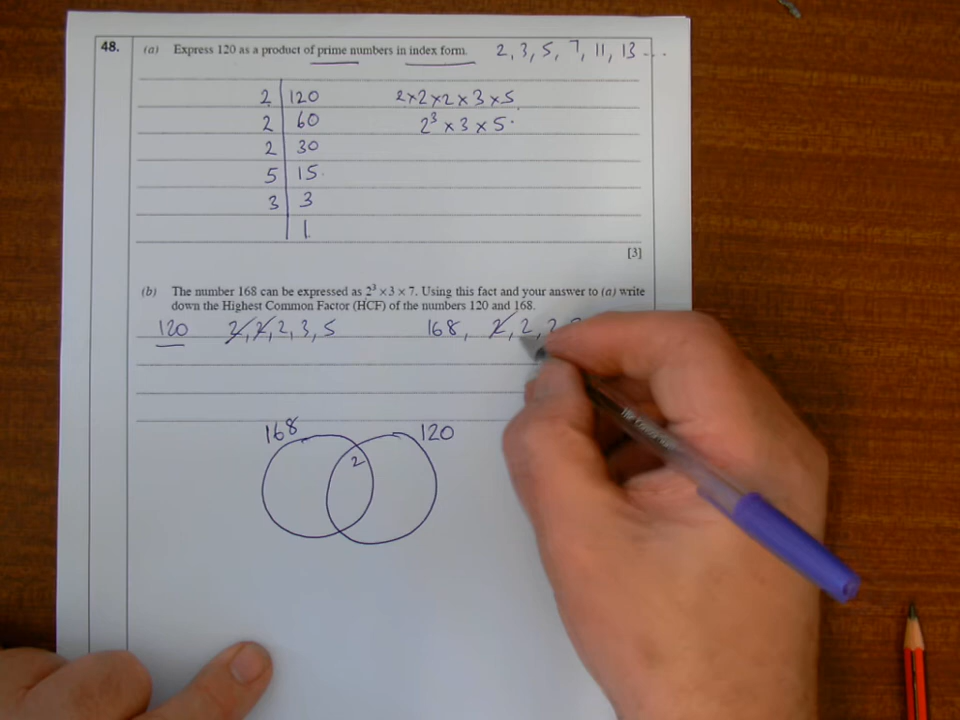 48. (a) Express 120 as a product of prime numbers in index form. 2, 3, 5, 7, 11, 13 ...
2 120 2×2×2×3×5
2 60 2³ × 3 × 5.
2 30
5 15
3 3
1
[3]
(b) The number 168 can be expressed as 2³ × 3 × 7. Using this fact and your answer to (a) write
down the Highest Common Factor (HCF) of the numbers 120 and 168.
120 2, 2, 2, 3, 5 168, 2, 2, 2
168 120
2